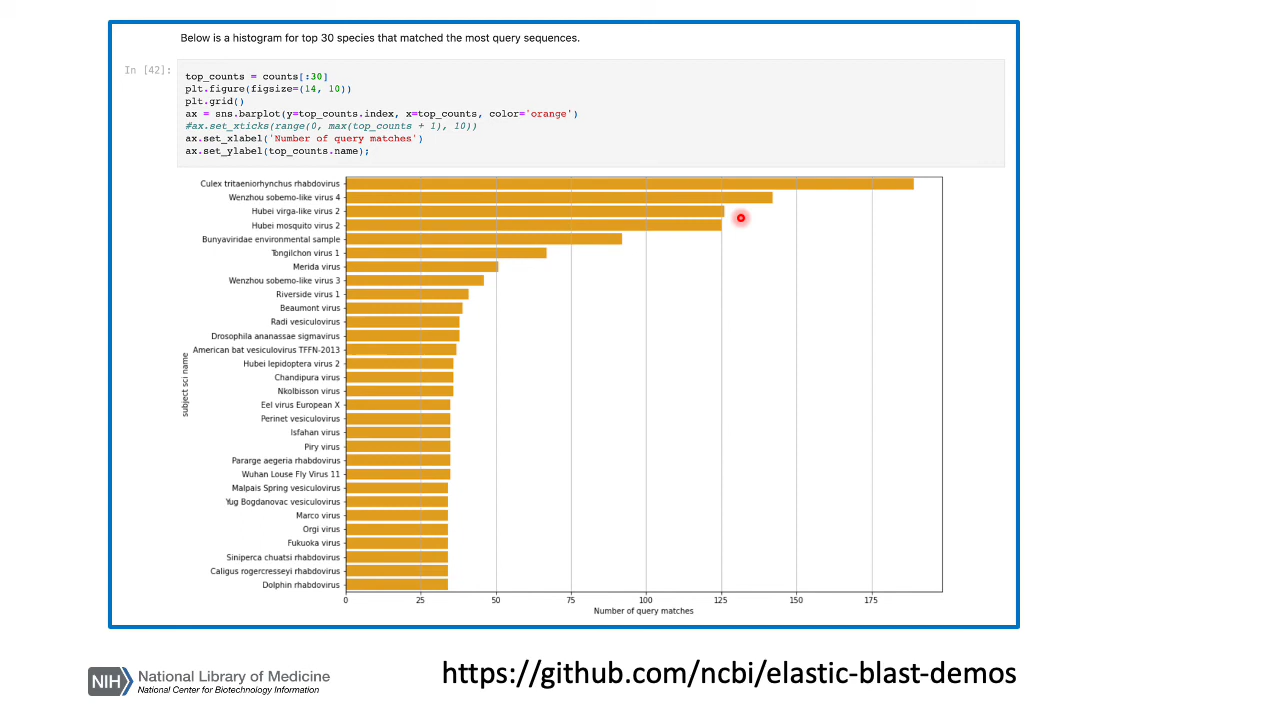 Below is a histogram for top 30 species that matched the most query sequences.
In [42]:
top_counts = counts[:30]
plt.figure(figsize=(14, 10))
plt.grid()
ax = sns.barplot(y=top_counts.index, x=top_counts, color='orange')
#ax.set_xticks(range(0, max(top_counts + 1), 10))
ax.set_xlabel('Number of query matches')
ax.set_ylabel(top_counts.name);
Culex tritaeniorhynchus rhabdovirus
Wenzhou sobemo-like virus 4
Hubei virga-like virus 2
Hubei mosquito virus 2
Bunyaviridae environmental sample
Tongilchon virus 1
Merida virus
Wenzhou sobemo-like virus 3
Riverside virus 1
Beaumont virus
Radi vesiculovirus
Drosophila ananassae sigmavirus
American bat vesiculovirus TFFN-2013
Hubei lepidoptera virus 2
Chandipura virus
Nkolbisson virus
Eel virus European X
Perinet vesiculovirus
Isfahan virus
Piry virus
Pararge aegeria rhabdovirus
Wuhan Louse Fly Virus 11
Malpais Spring vesiculovirus
Yug Bogdanovac vesiculovirus
Marco virus
Orgi virus
Fukuoka virus
Siniperca chuatsi rhabdovirus
Caligus rogercresseyi rhabdovirus
Dolphin rhabdovirus
subject sci name
0 25 50 75 100 125 150 175
Number of query matches
NIH National Library of Medicine
National Center for Biotechnology Information
https://github.com/ncbi/elastic-blast-demos